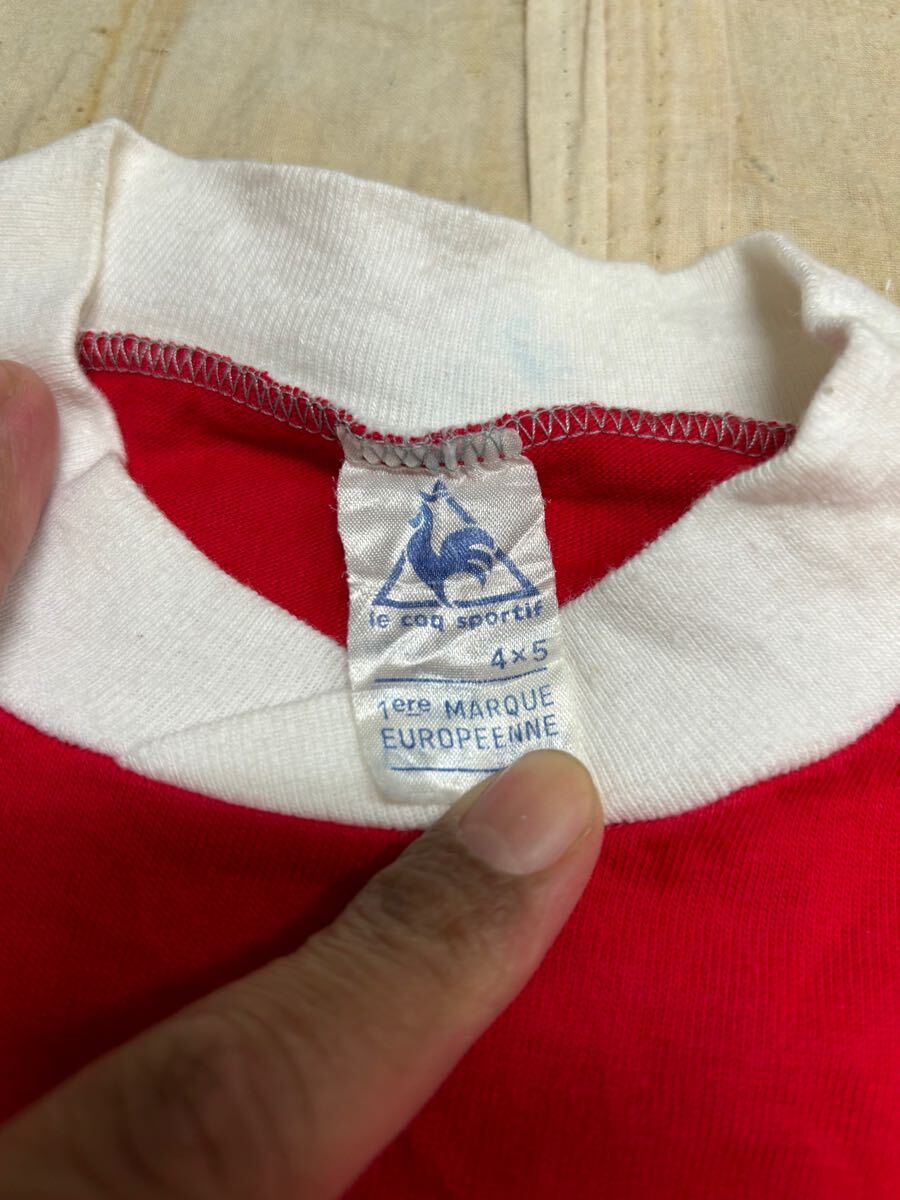 le coq sportif
4×5
1ere MARQUE
EUROPEENNE